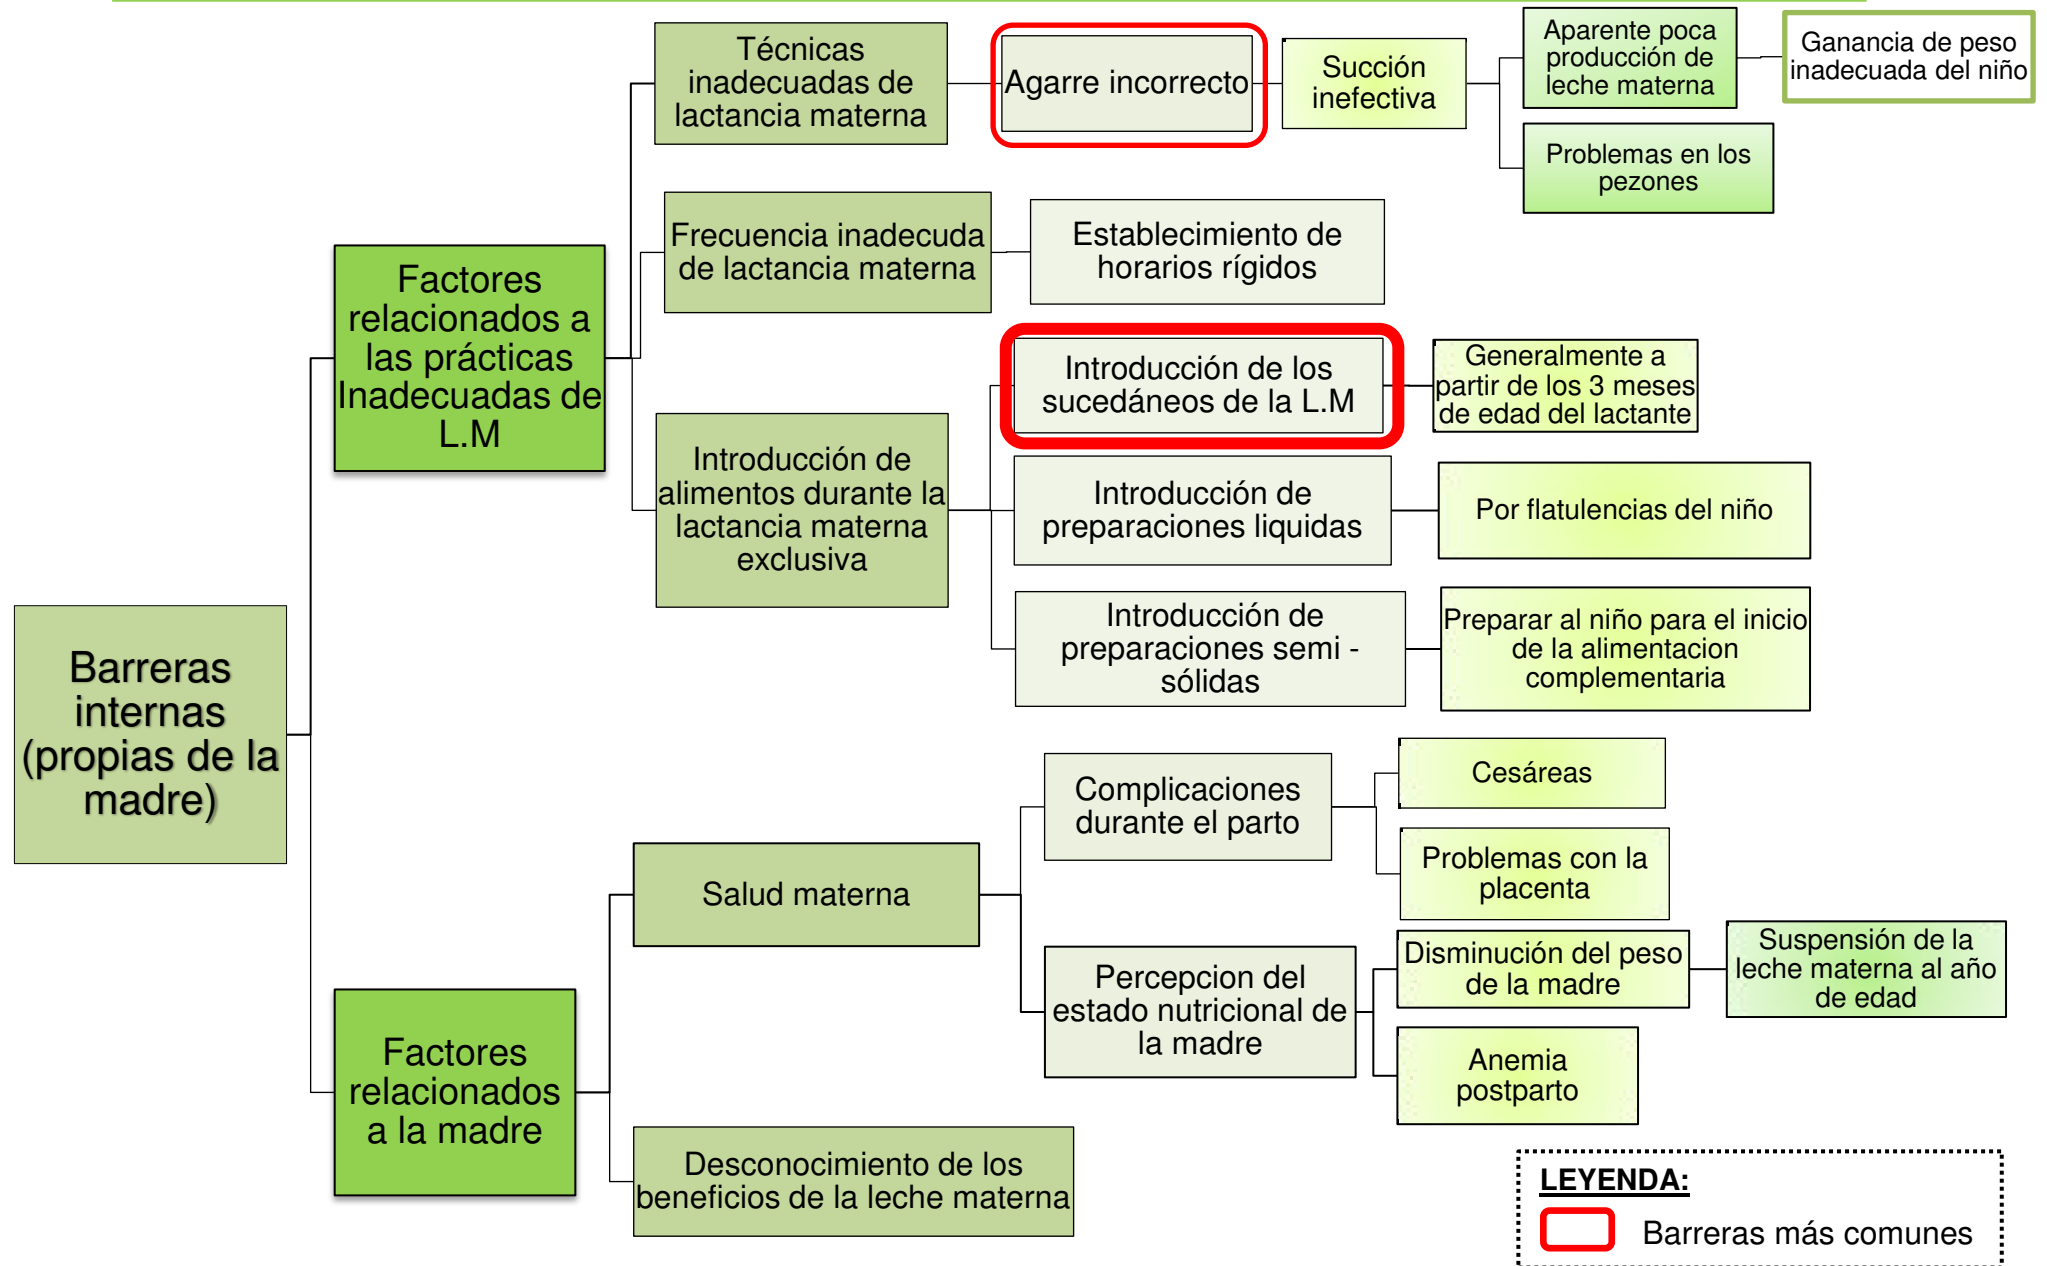 Técnicas
inadecuadas de
lactancia materna
Agarre incorrecto
Succión
inefectiva
Aparente poca
producción de
leche materna
Ganancia de peso
inadecuada del niño
Problemas en los
pezones
Frecuencia inadecuda
de lactancia materna
Establecimiento de
horarios rígidos
Factores
relacionados a
las prácticas
Inadecuadas de
L.M
Introducción de los
sucedáneos de la L.M
Generalmente a
partir de los 3 meses
de edad del lactante
Introducción de
alimentos durante la
lactancia materna
exclusiva
Introducción de
preparaciones liquidas
Por flatulencias del niño
Introducción de
preparaciones semi -
sólidas
Preparar al niño para el inicio
de la alimentacion
complementaria
Barreras
internas
(propias de la
madre)
Complicaciones
durante el parto
Cesáreas
Problemas con la
placenta
Salud materna
Percepcion del
estado nutricional de
la madre
Disminución del peso
de la madre
Suspensión de la
leche materna al año
de edad
Anemia
postparto
Factores
relacionados
a la madre
Desconocimiento de los
beneficios de la leche materna
LEYENDA:
Barreras más comunes